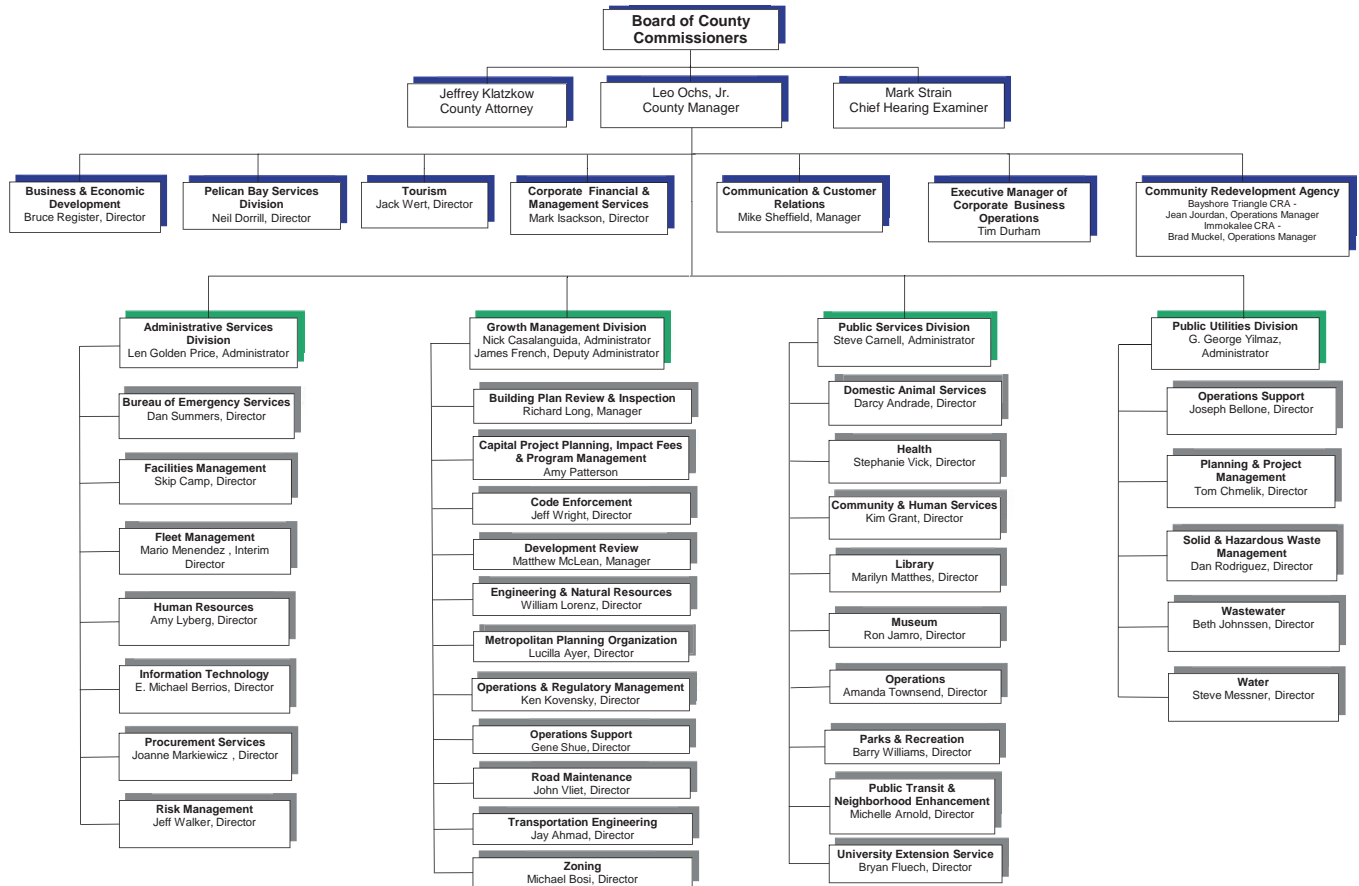 Board of County
Commissioners
Jeffrey Klatzkow
County Attorney
Leo Ochs, Jr.
County Manager
Mark Strain
Chief Hearing Examiner
Business & Economic
Development
Bruce Register, Director
Pelican Bay Services
Division
Neil Dorrill, Director
Tourism
Jack Wert, Director
Corporate Financial &
Management Services
Mark Isackson, Director
Communication & Customer
Relations
Mike Sheffield, Manager
Executive Manager of
Corporate Business
Operations
Tim Durham
Community Redevelopment Agency
Bayshore Triangle CRA -
Jean Jourdan, Operations Manager
Immokalee CRA -
Brad Muckel, Operations Manager
Administrative Services
Division
Len Golden Price, Administrator
Bureau of Emergency Services
Dan Summers, Director
Facilities Management
Skip Camp, Director
Fleet Management
Mario Menendez , Interim
Director
Human Resources
Amy Lyberg, Director
Information Technology
E. Michael Berrios, Director
Procurement Services
Joanne Markiewicz , Director
Risk Management
Jeff Walker, Director
Growth Management Division
Nick Casalanguida, Administrator
James French, Deputy Administrator
Building Plan Review & Inspection
Richard Long, Manager
Capital Project Planning, Impact Fees
& Program Management
Amy Patterson
Code Enforcement
Jeff Wright, Director
Development Review
Matthew McLean, Manager
Engineering & Natural Resources
William Lorenz, Director
Metropolitan Planning Organization
Lucilla Ayer, Director
Operations & Regulatory Management
Ken Kovensky, Director
Operations Support
Gene Shue, Director
Road Maintenance
John Vliet, Director
Transportation Engineering
Jay Ahmad, Director
Zoning
Michael Bosi, Director
Public Services Division
Steve Carnell, Administrator
Domestic Animal Services
Darcy Andrade, Director
Health
Stephanie Vick, Director
Community & Human Services
Kim Grant, Director
Library
Marilyn Matthes, Director
Museum
Ron Jamro, Director
Operations
Amanda Townsend, Director
Parks & Recreation
Barry Williams, Director
Public Transit &
Neighborhood Enhancement
Michelle Arnold, Director
University Extension Service
Bryan Fluech, Director
Public Utilities Division
G. George Yilmaz,
Administrator
Operations Support
Joseph Bellone, Director
Planning & Project
Management
Tom Chmelik, Director
Solid & Hazardous Waste
Management
Dan Rodriguez, Director
Wastewater
Beth Johnssen, Director
Water
Steve Messner, Director